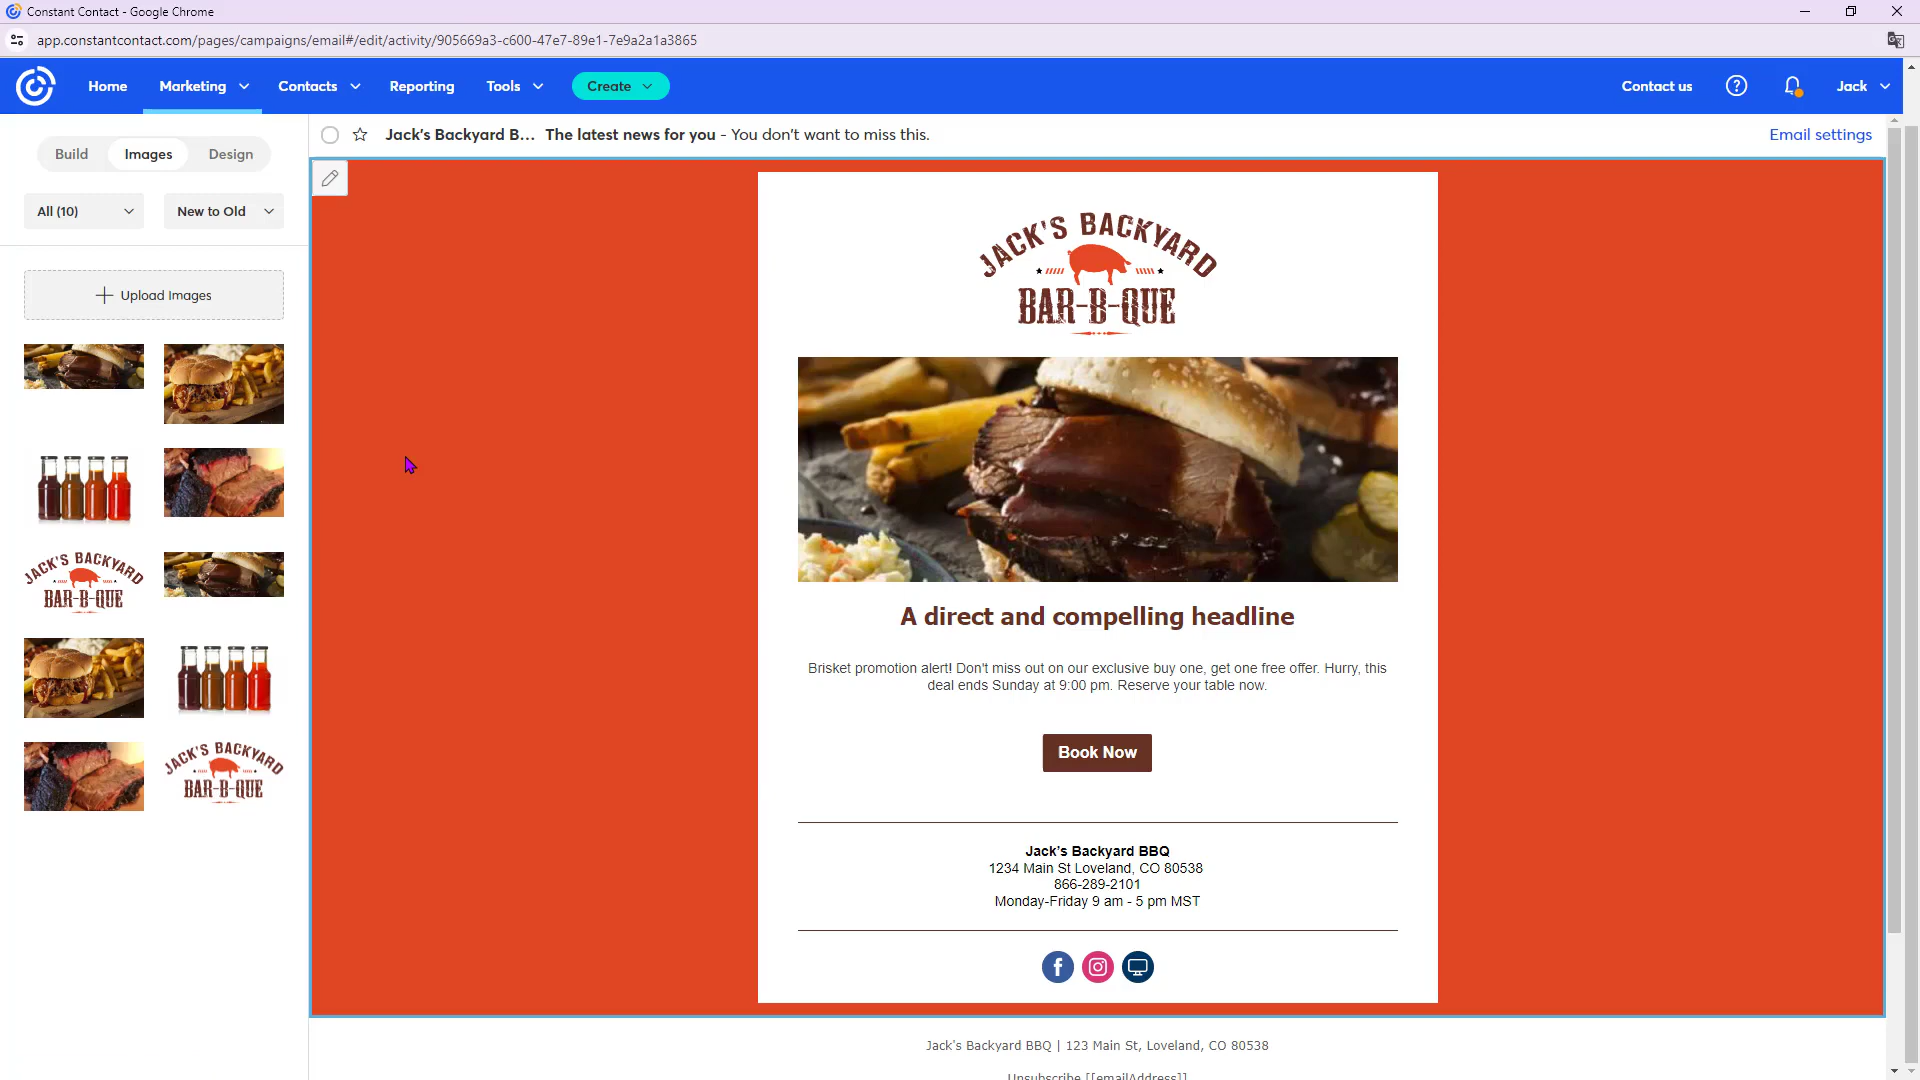 Constant Contact - Google Chrome
app.constantcontact.com/pages/campaigns/email#/edit/activity/905669a3-c600-47e7-89e1-7e9a2a1a3865
Home
Marketing
Contacts
Reporting
Tools
Create
Contact us
Jack
Build
Images
Design
Jack's Backyard B... The latest news for you - You don't want to miss this.
Email settings
All (10)
New to Old
Upload Images
JACK'S BACKYARD
BAR-B-QUE
JACK'S BACKYARD
BAR-B-QUE
JACK'S BACKYARD
BAR-B-QUE
A direct and compelling headline
Brisket promotion alert! Don't miss out on our exclusive buy one, get one free offer. Hurry, this
deal ends Sunday at 9:00 pm. Reserve your table now.
Book Now
Jack's Backyard BBQ
1234 Main St Loveland, CO 80538
866-289-2101
Monday-Friday 9 am - 5 pm MST
Jack's Backyard BBQ | 123 Main St, Loveland, CO 80538
Unsubscribe [[emailAddress]]